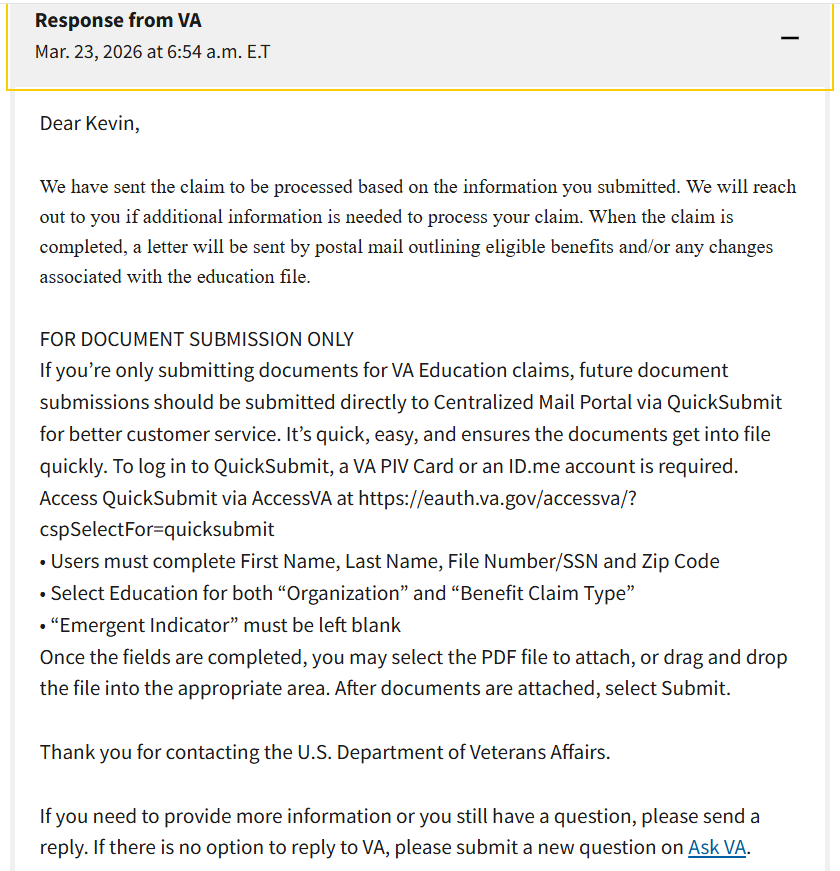 Response from VA
Mar. 23, 2026 at 6:54 a.m. E.T
Dear Kevin,
We have sent the claim to be processed based on the information you submitted. We will reach
out to you if additional information is needed to process your claim. When the claim is
completed, a letter will be sent by postal mail outlining eligible benefits and/or any changes
associated with the education file.
FOR DOCUMENT SUBMISSION ONLY
If you’re only submitting documents for VA Education claims, future document
submissions should be submitted directly to Centralized Mail Portal via QuickSubmit
for better customer service. It’s quick, easy, and ensures the documents get into file
quickly. To log in to QuickSubmit, a VA PIV Card or an ID.me account is required.
Access QuickSubmit via AccessVA at https://eauth.va.gov/accessva/?
cspSelectFor=quicksubmit
• Users must complete First Name, Last Name, File Number/SSN and Zip Code
• Select Education for both “Organization” and “Benefit Claim Type”
• “Emergent Indicator” must be left blank
Once the fields are completed, you may select the PDF file to attach, or drag and drop
the file into the appropriate area. After documents are attached, select Submit.
Thank you for contacting the U.S. Department of Veterans Affairs.
If you need to provide more information or you still have a question, please send a
reply. If there is no option to reply to VA, please submit a new question on Ask VA.